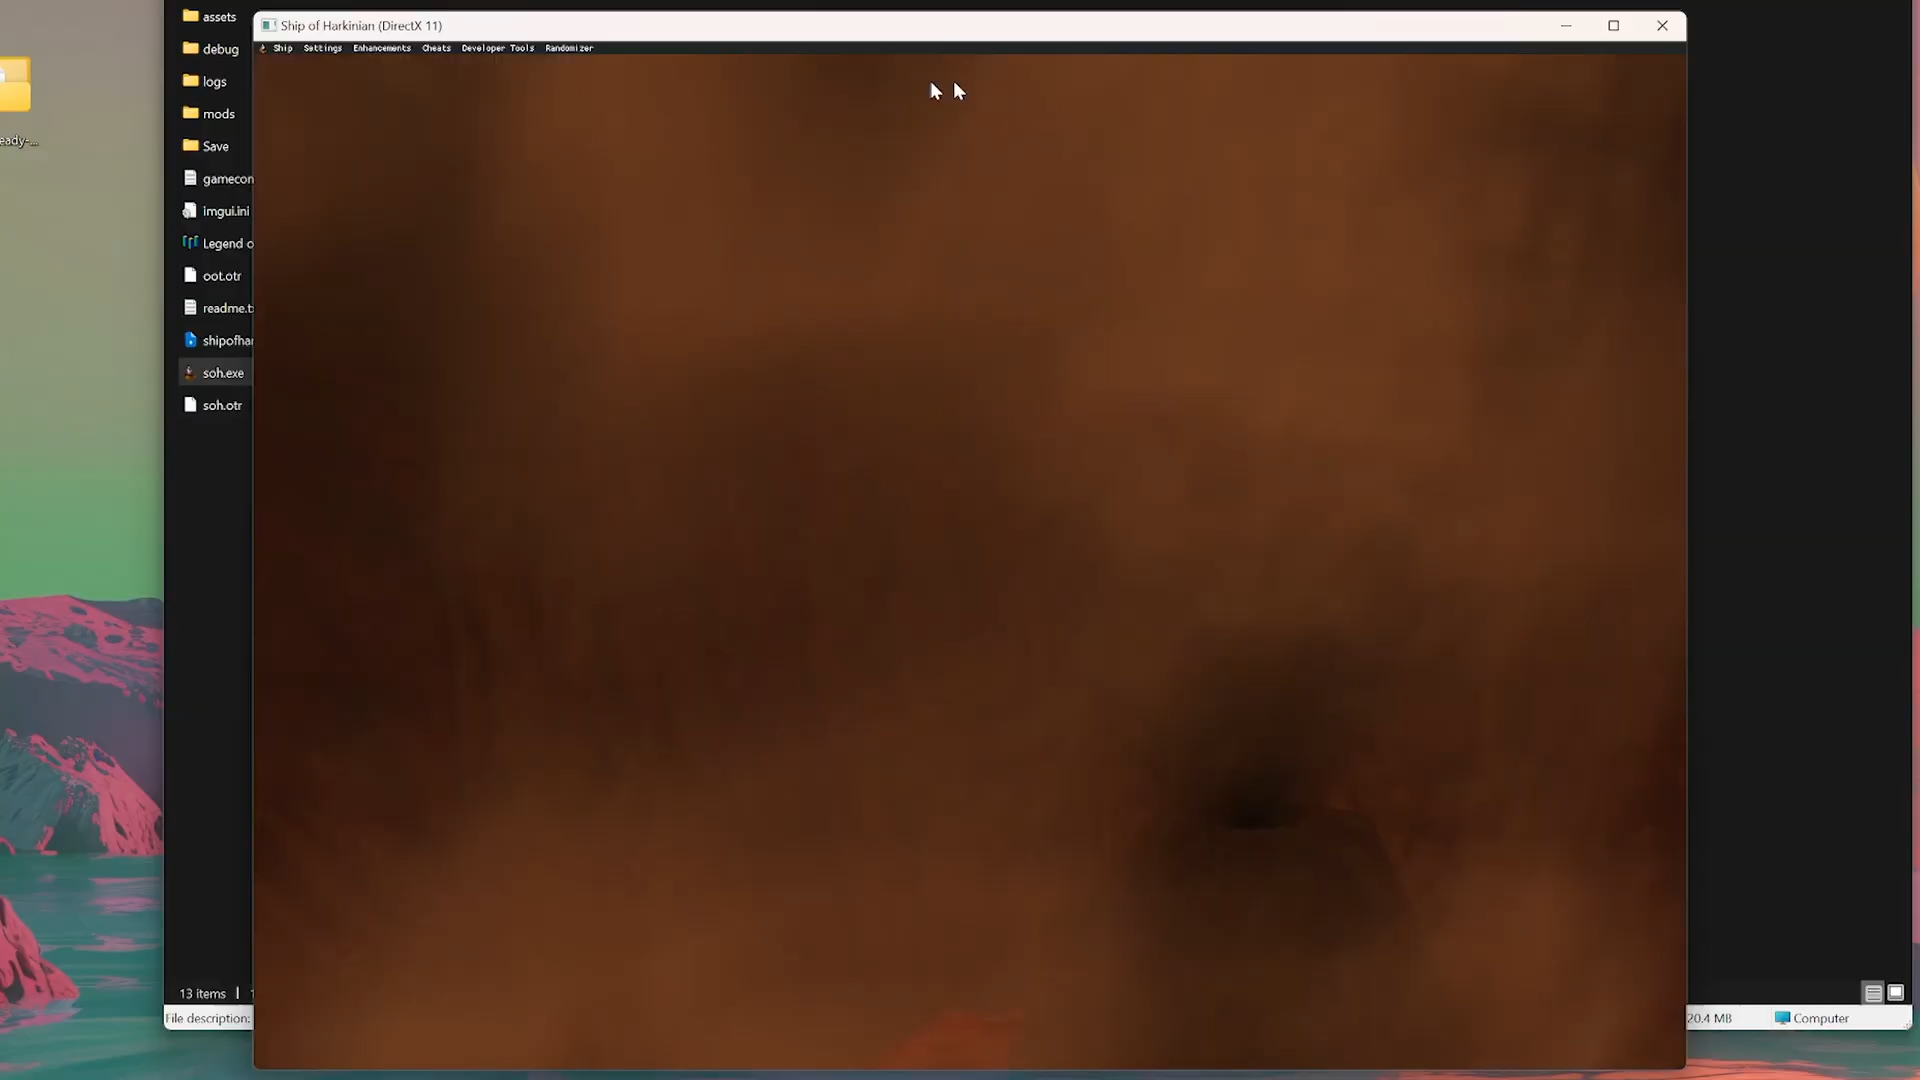 Ship of Harkinian (DirectX 11)
Ship Settings Enhancements Cheats Developer Tools Randomizer
assets
debug
logs
mods
Save
gamecon
imgui.ini
Legend o
oot.otr
readme.t
shipofhar
soh.exe
soh.otr
eady-...
13 items
File description:
20.4 MB
Computer